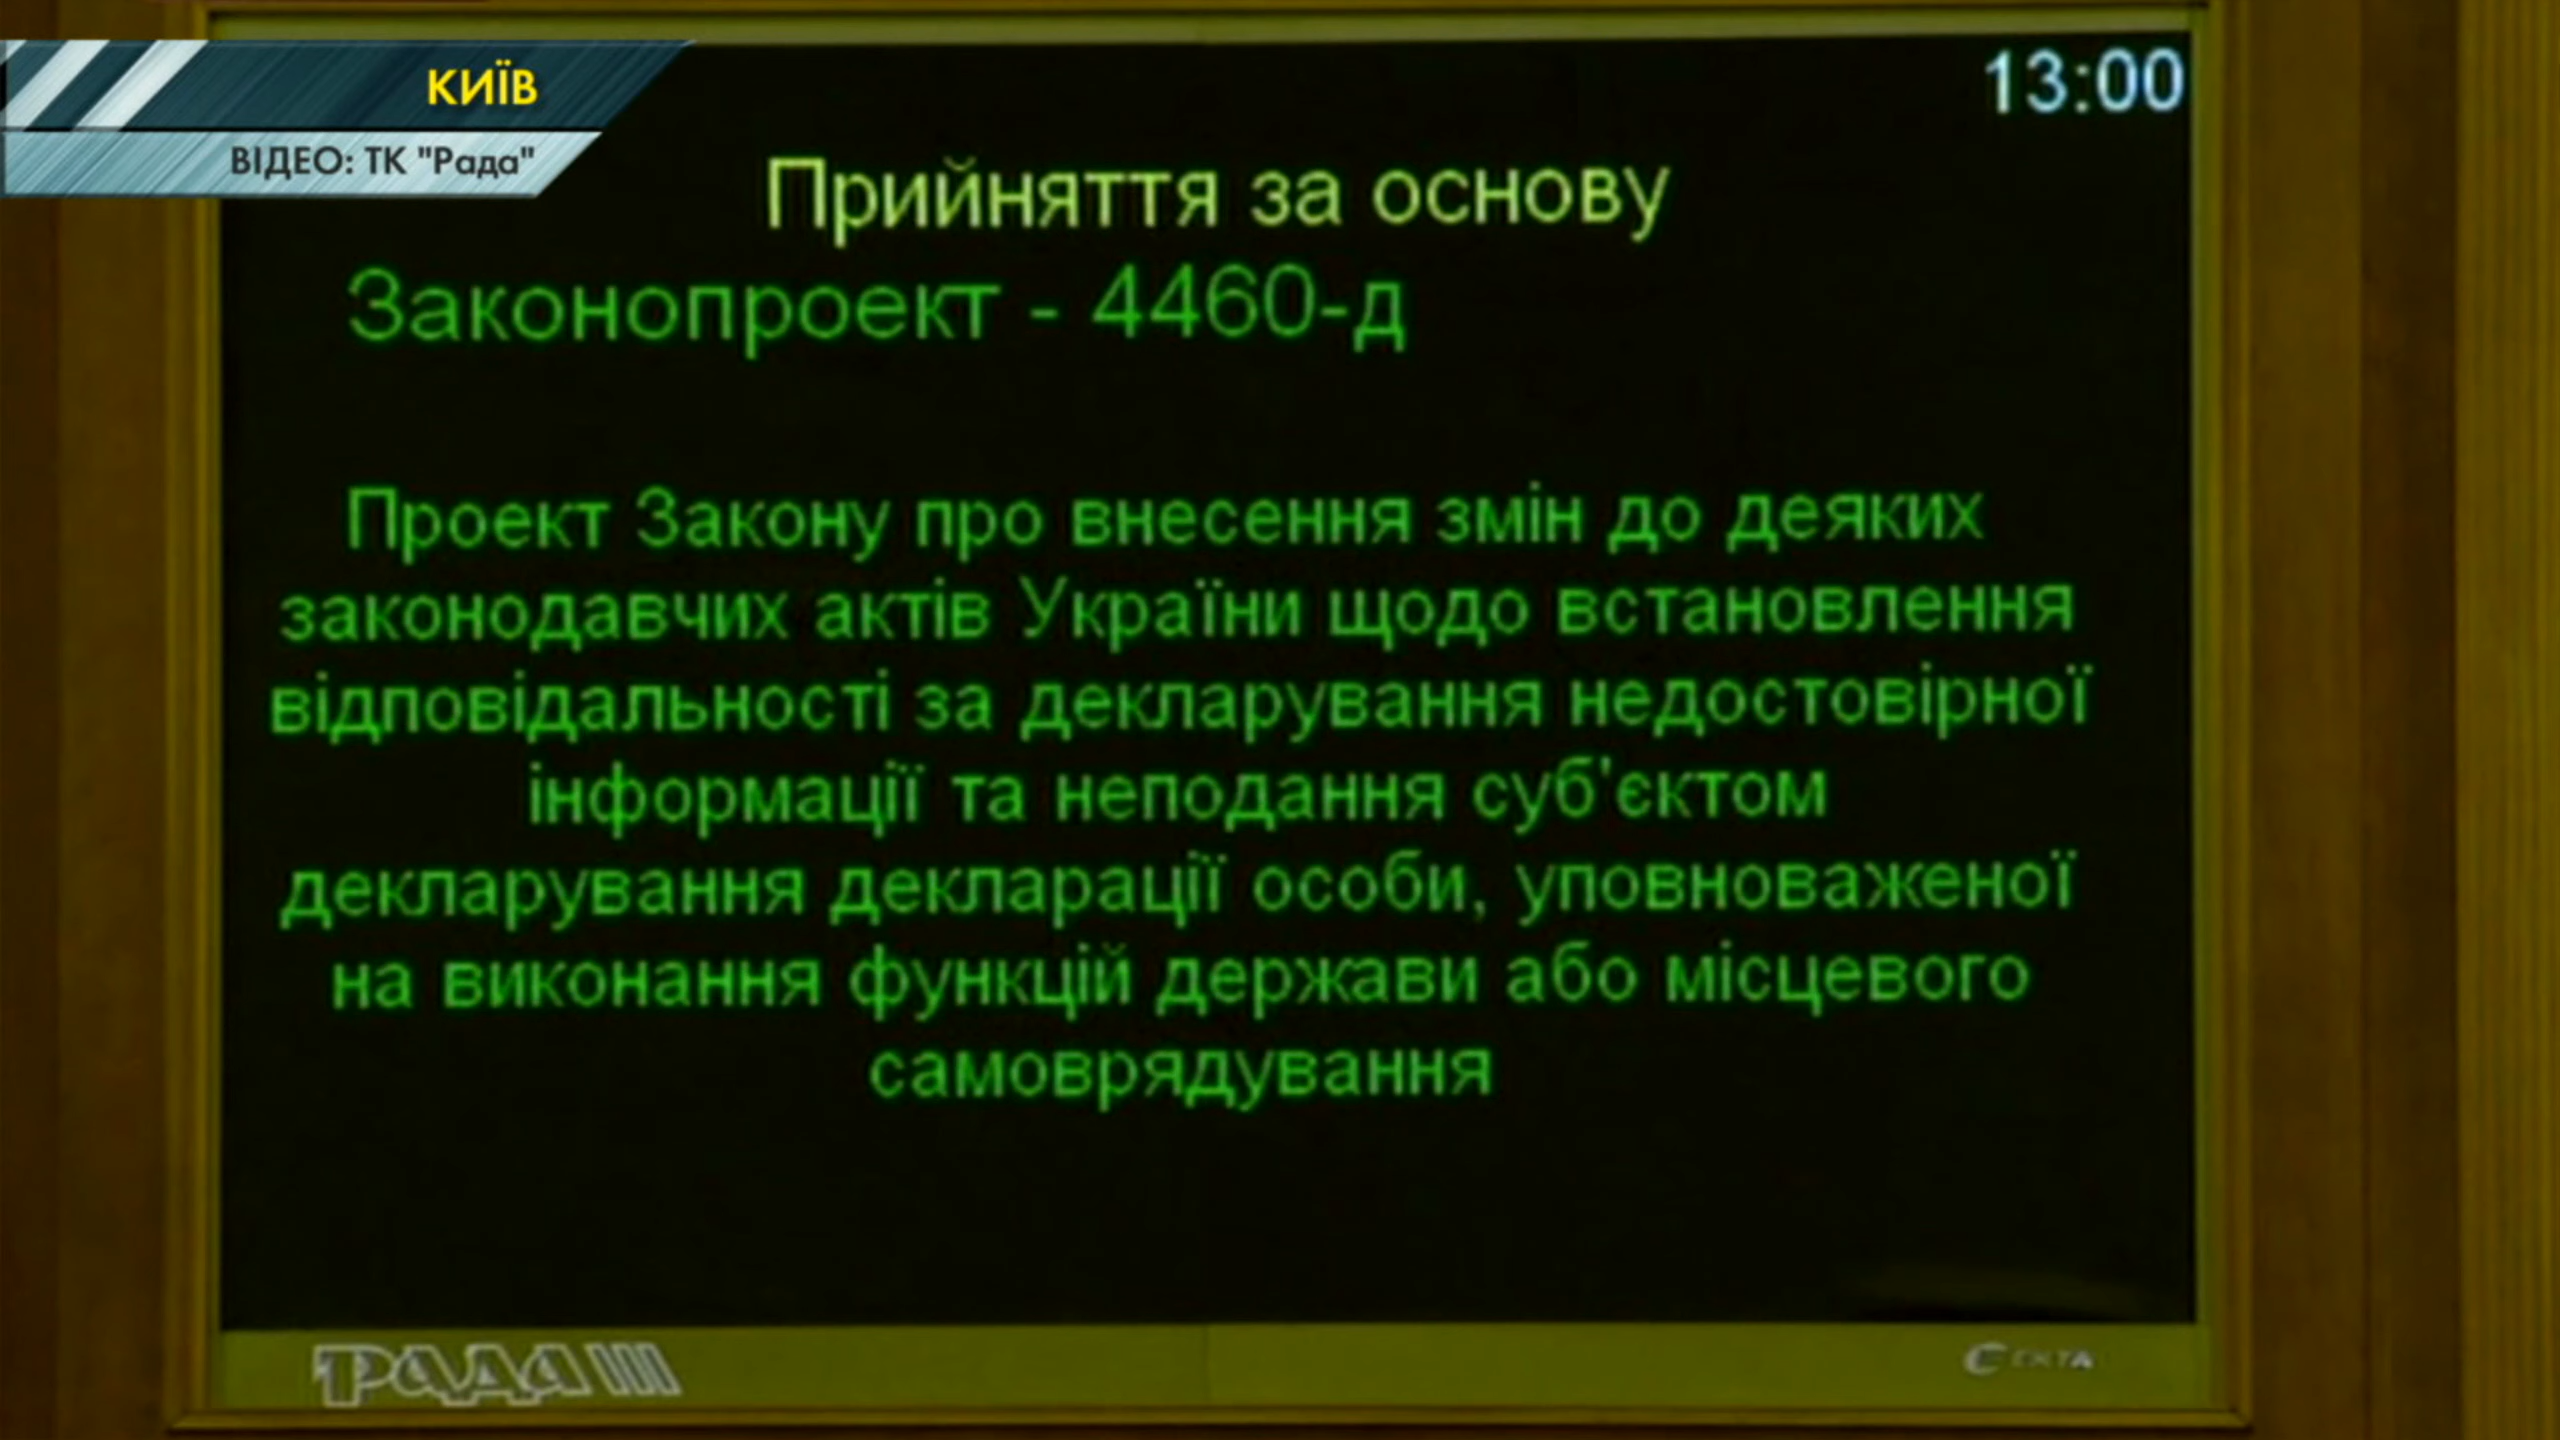 КИЇВ
ВІДЕО: ТК "Рада"
13:00
Прийняття за основу
Законопроект - 4460-д
Проект Закону про внесення змін до деяких
законодавчих актів України щодо встановлення
відповідальності за декларування недостовірної
інформації та неподання суб'єктом
декларування декларації особи, уповноваженої
на виконання функцій держави або місцевого
самоврядування
РАДА III